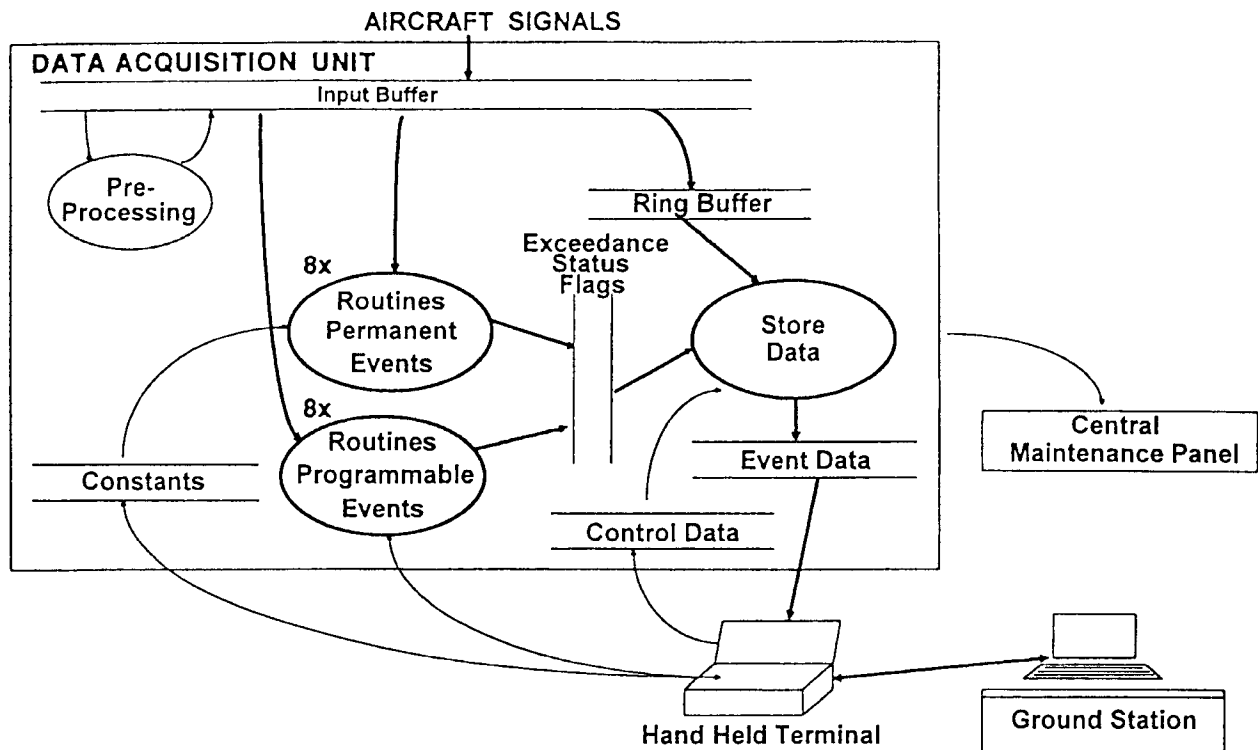 AIRCRAFT SIGNALS
DATA ACQUISITION UNIT
Input Buffer
Pre-
Processing
Ring Buffer
Exceedance
Status
Flags
8x
Routines
Permanent
Events
Store
Data
8x
Routines
Programmable
Events
Constants
Event Data
Control Data
Central
Maintenance Panel
Hand Held Terminal
Ground Station